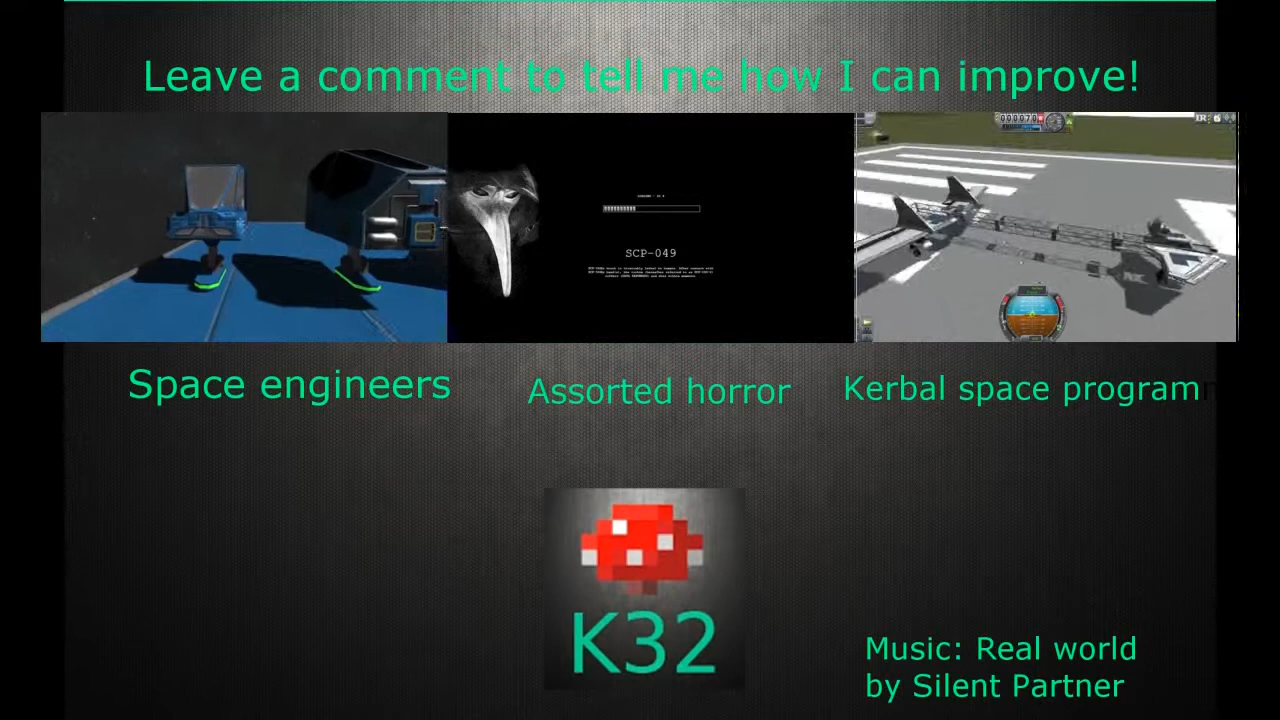 Leave a comment to tell me how I can improve!
SCP-049
Space engineers
Assorted horror
Kerbal space program
K32
Music: Real world
by Silent Partner